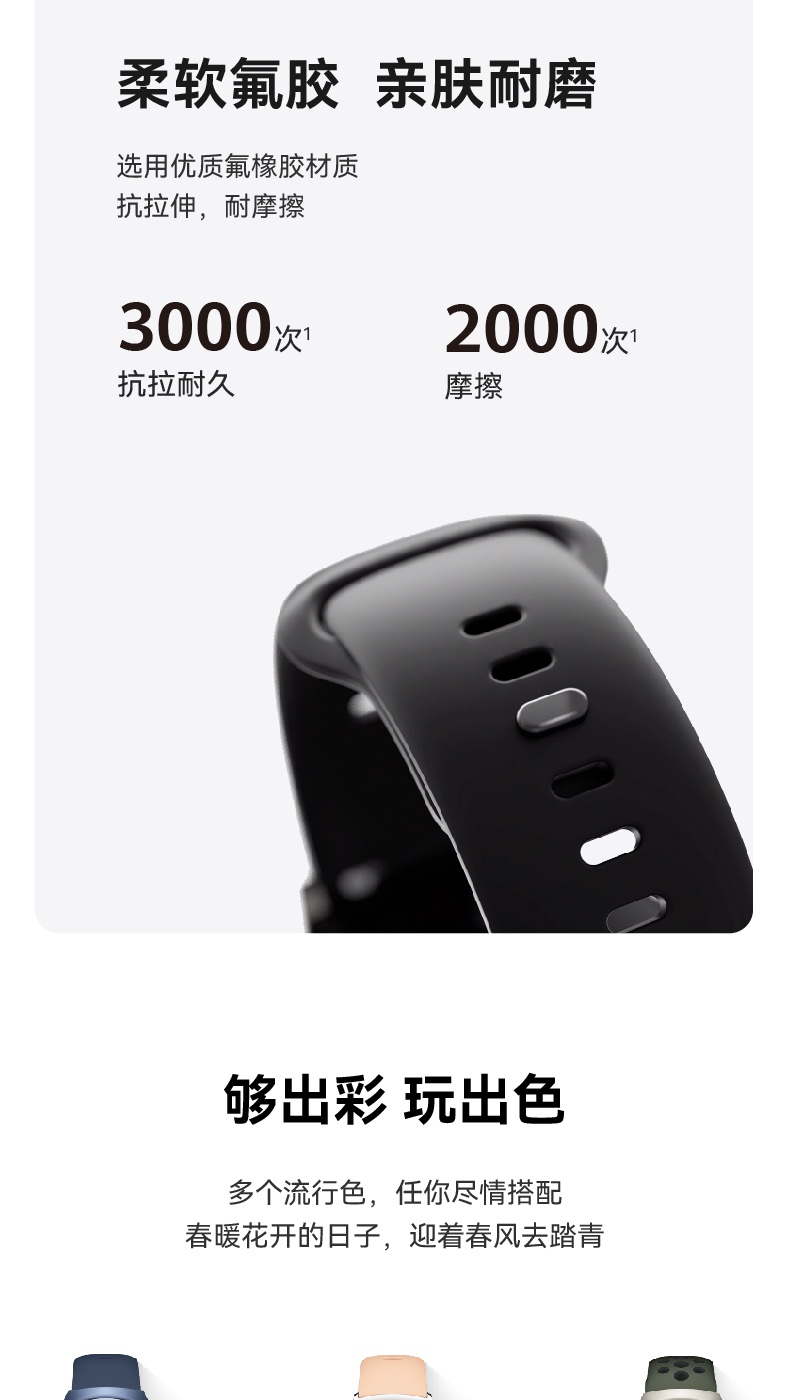 柔软氟胶 亲肤耐磨
选用优质氟橡胶材质
抗拉伸，耐摩擦
3000次¹ 2000次¹
抗拉耐久 摩擦
够出彩 玩出色
多个流行色，任你尽情搭配
春暖花开的日子，迎着春风去踏青